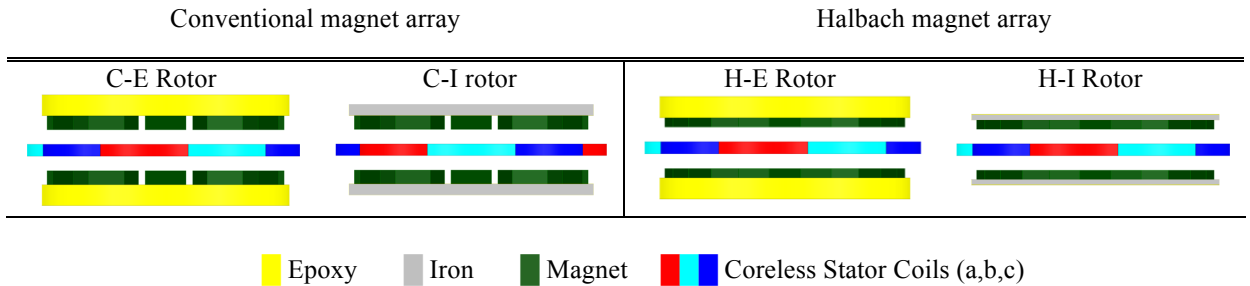 Conventional magnet array Halbach magnet array
C-E Rotor C-I rotor H-E Rotor H-I Rotor
Epoxy Iron Magnet Coreless Stator Coils (a,b,c)